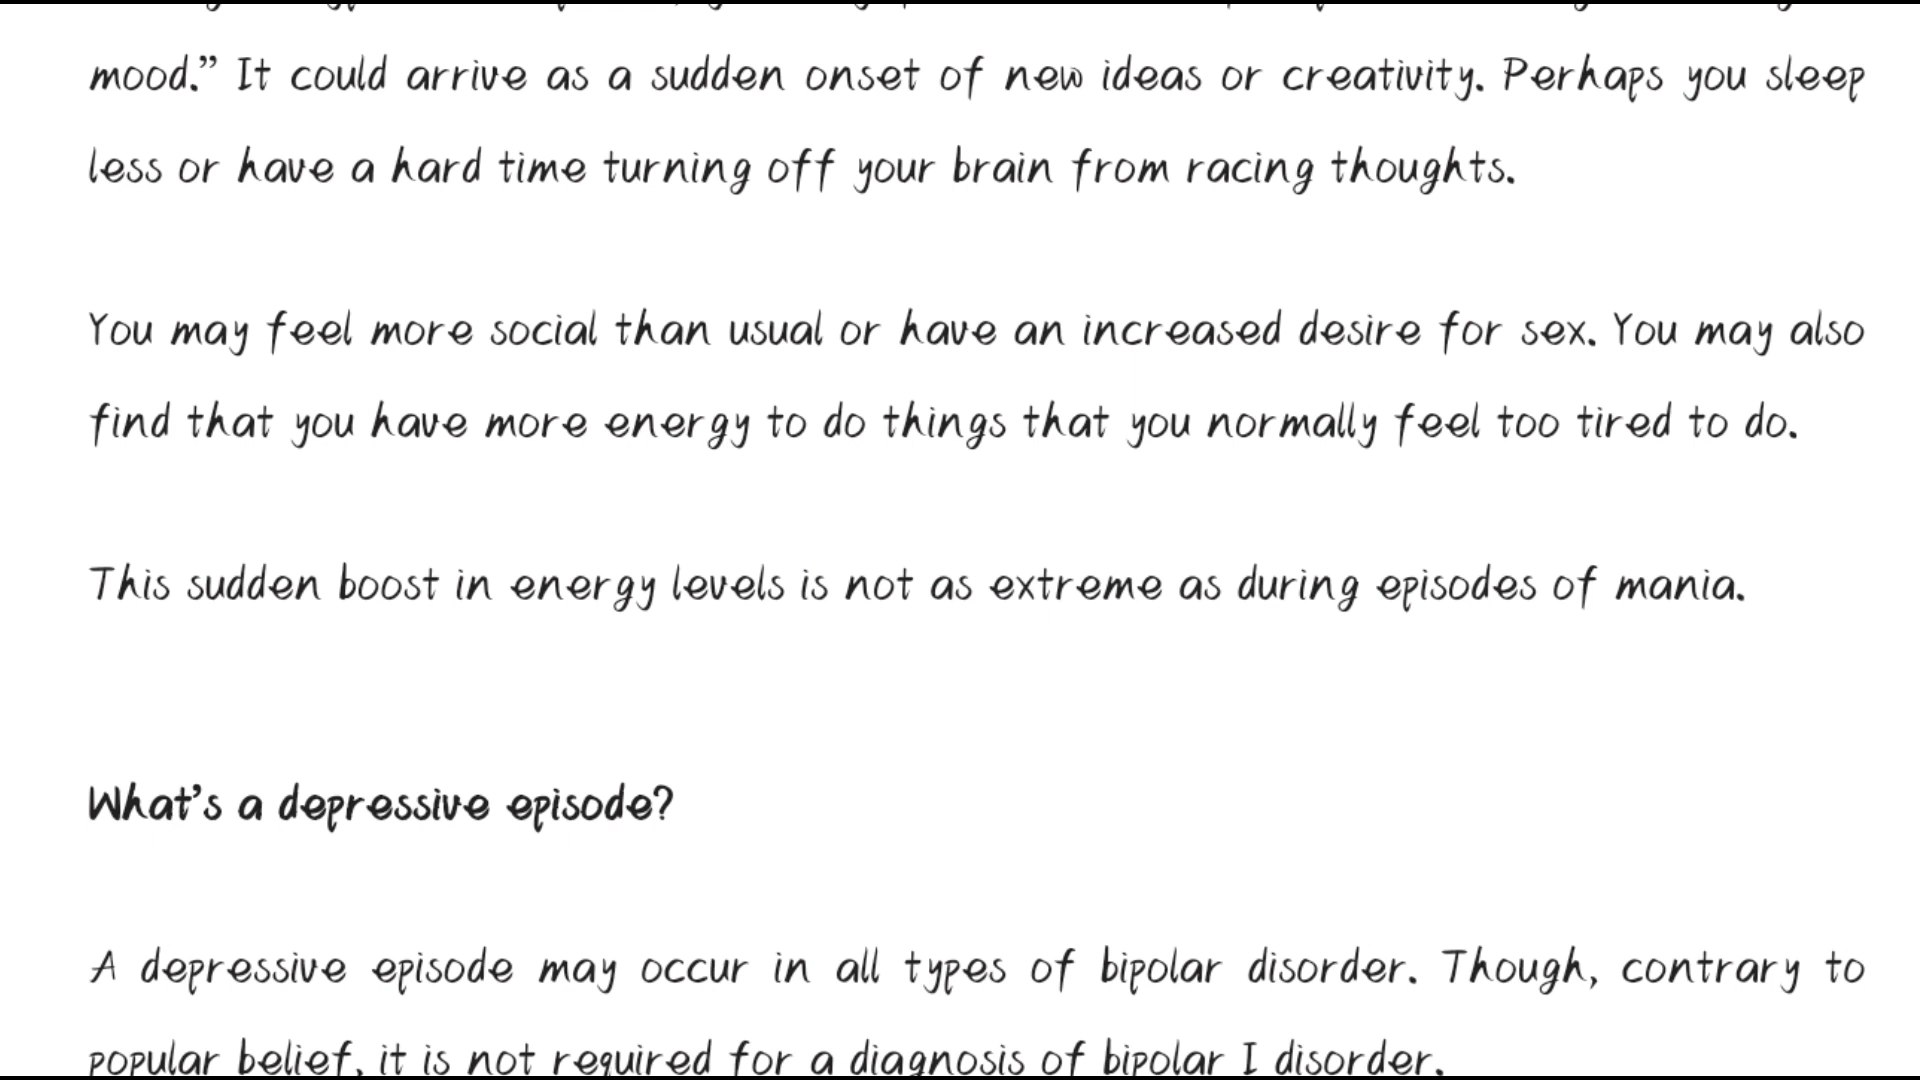 mood.” It could arrive as a sudden onset of new ideas or creativity. Perhaps you sleep
less or have a hard time turning off your brain from racing thoughts.
You may feel more social than usual or have an increased desire for sex. You may also
find that you have more energy to do things that you normally feel too tired to do.
This sudden boost in energy levels is not as extreme as during episodes of mania.
What’s a depressive episode?
A depressive episode may occur in all types of bipolar disorder. Though, contrary to
popular belief, it is not required for a diagnosis of bipolar I disorder.